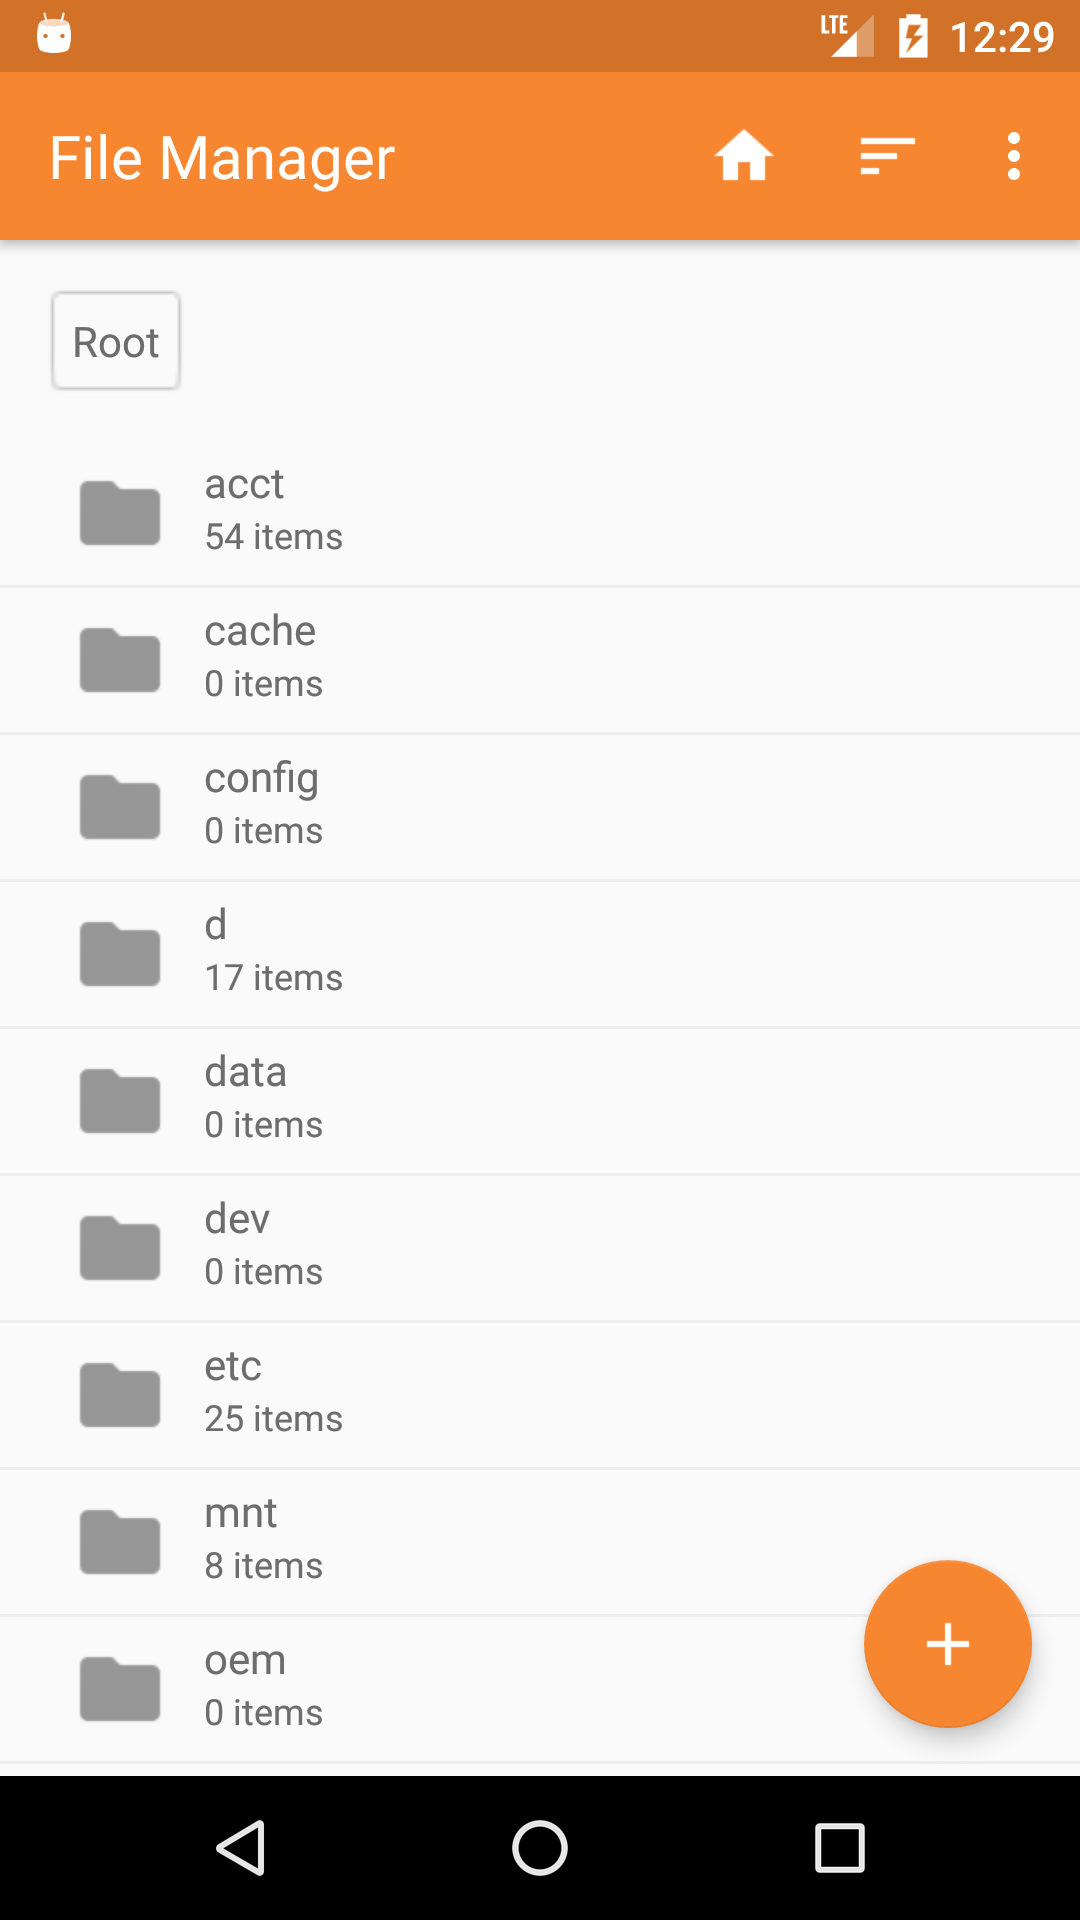 LTE 12:29
File Manager
Root
acct
54 items
cache
0 items
config
0 items
d
17 items
data
0 items
dev
0 items
etc
25 items
mnt
8 items
oem
0 items